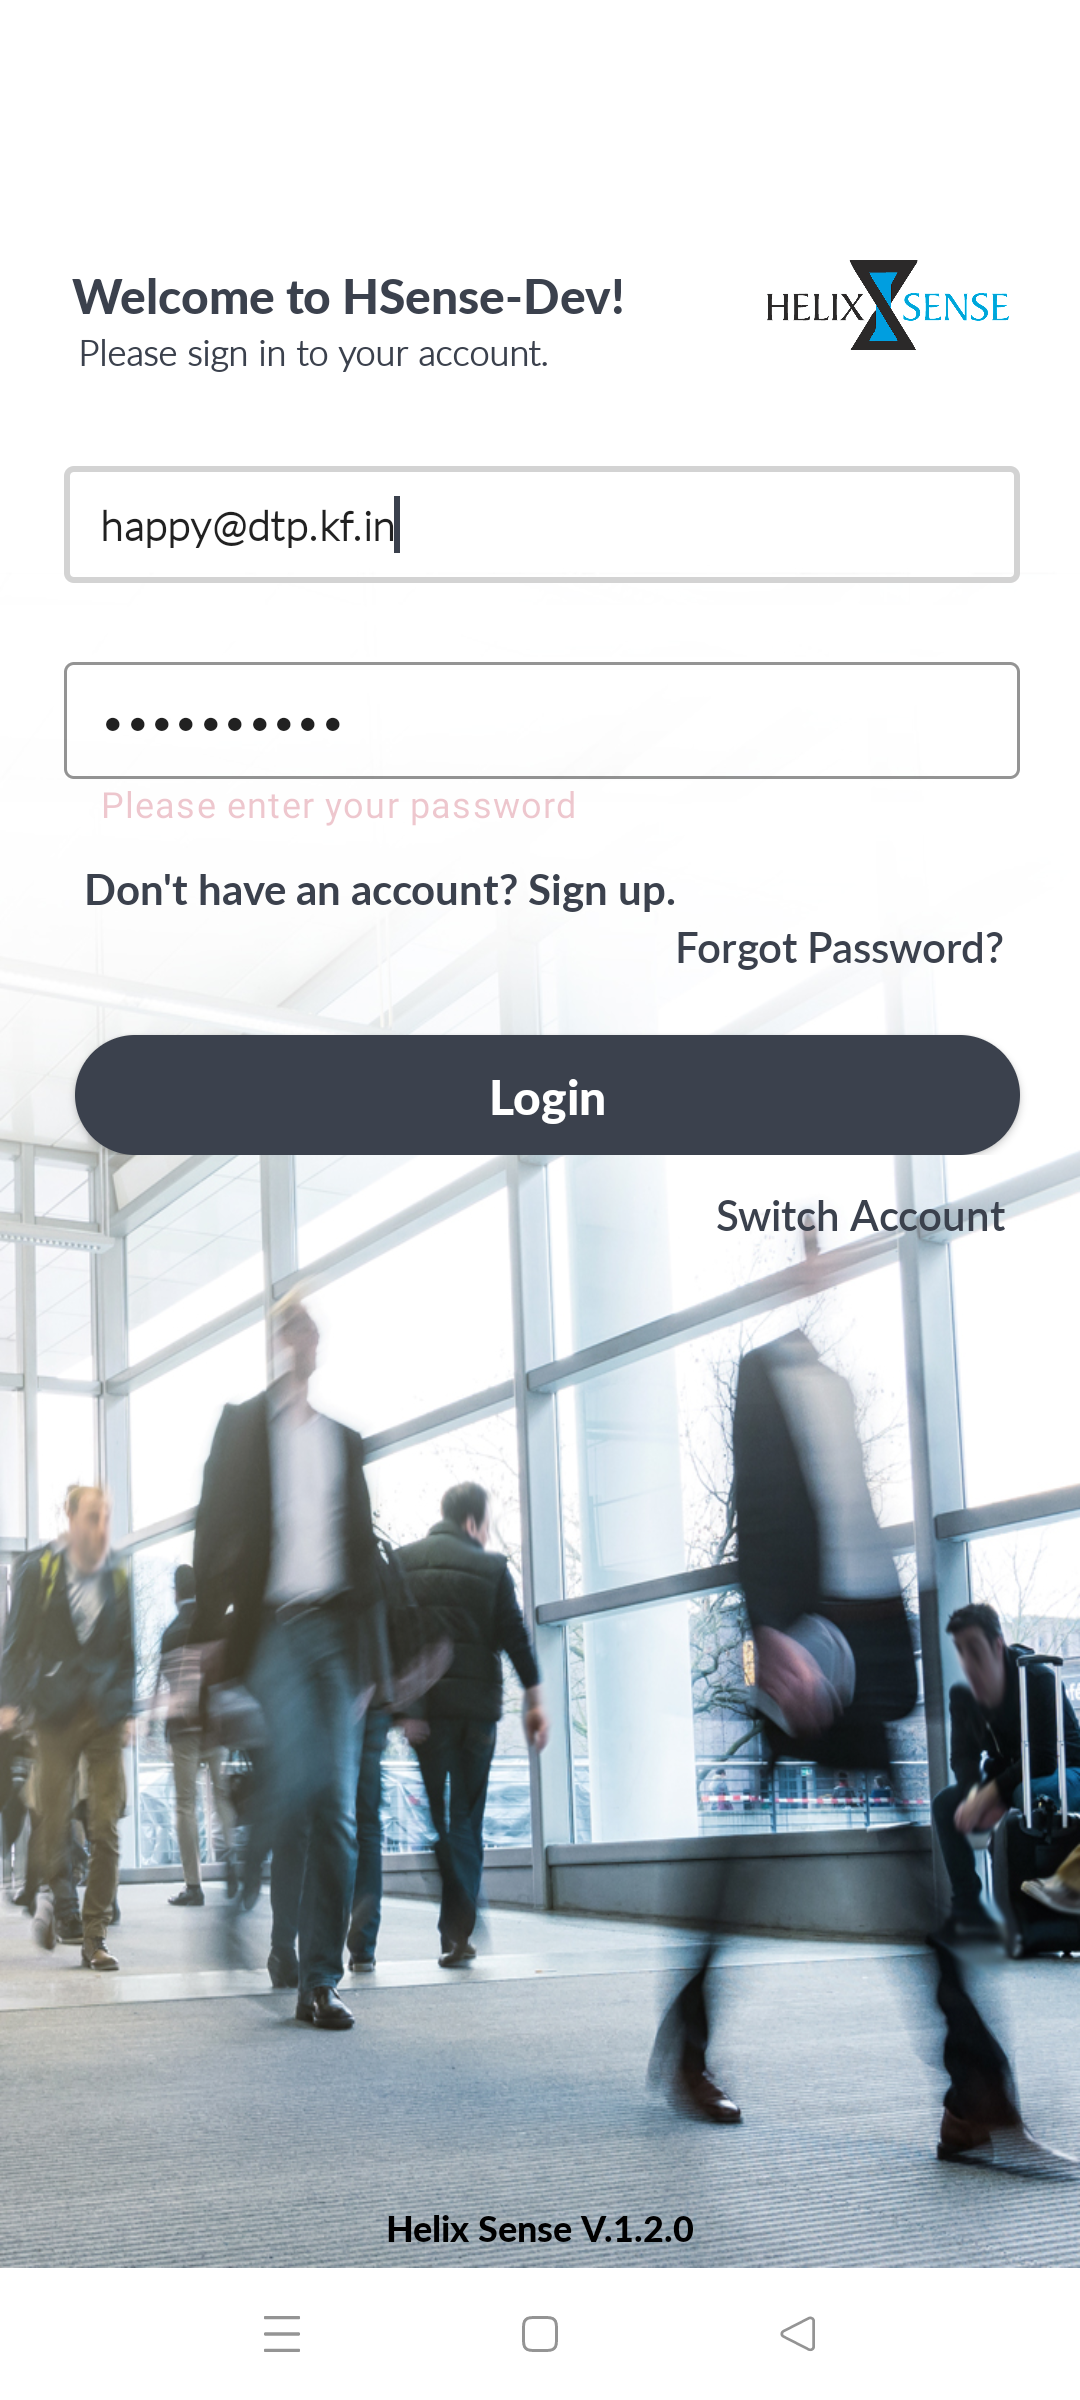 Welcome to HSense-Dev!
Please sign in to your account.
HELIX SENSE
happy@dtp.kf.in
••••••••••
Please enter your password
Don't have an account? Sign up.
Forgot Password?
Login
Switch Account
Helix Sense V.1.2.0